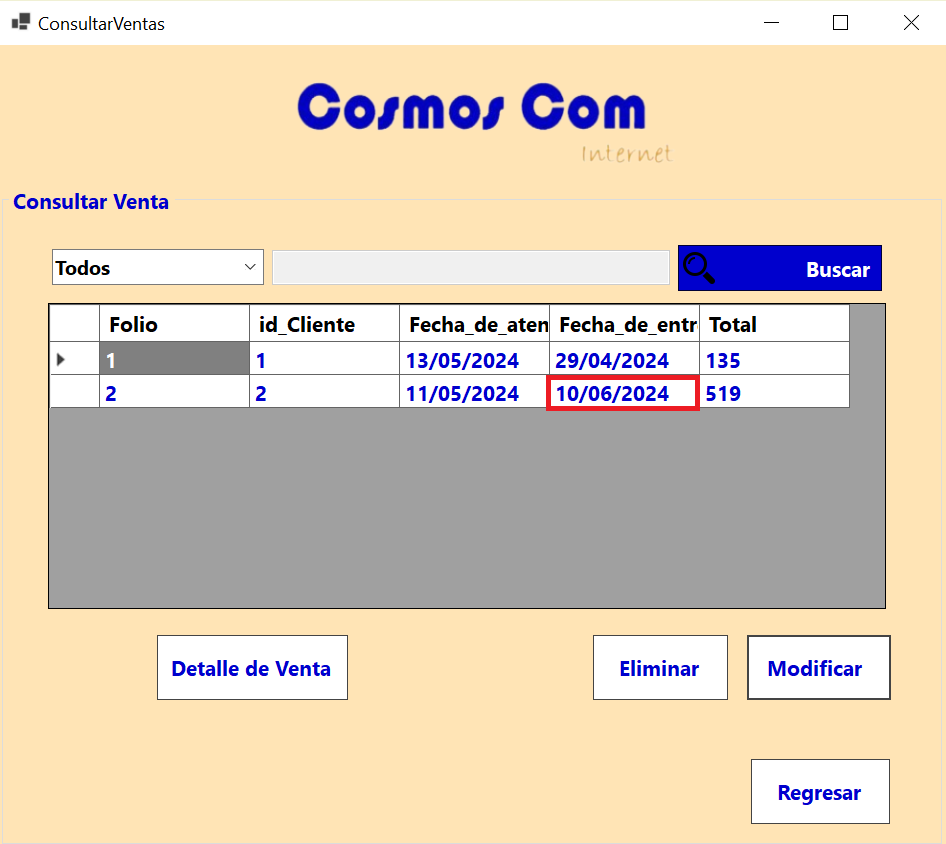 ConsultarVentas
Cosmos Com
Internet
Consultar Venta
Todos Buscar
Folio id_Cliente Fecha_de_aten Fecha_de_entr Total
1 1 13/05/2024 29/04/2024 135
2 2 11/05/2024 10/06/2024 519
Detalle de Venta Eliminar Modificar
Regresar